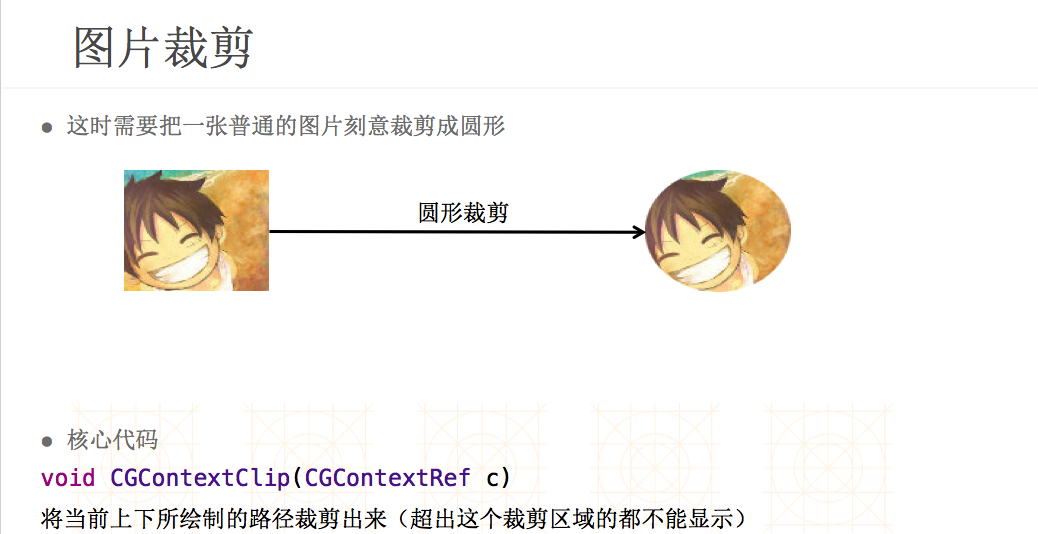 图片裁剪
● 这时需要把一张普通的图片刻意裁剪成圆形
圆形裁剪
● 核心代码
void CGContextClip(CGContextRef c)
将当前上下所绘制的路径裁剪出来（超出这个裁剪区域的都不能显示）